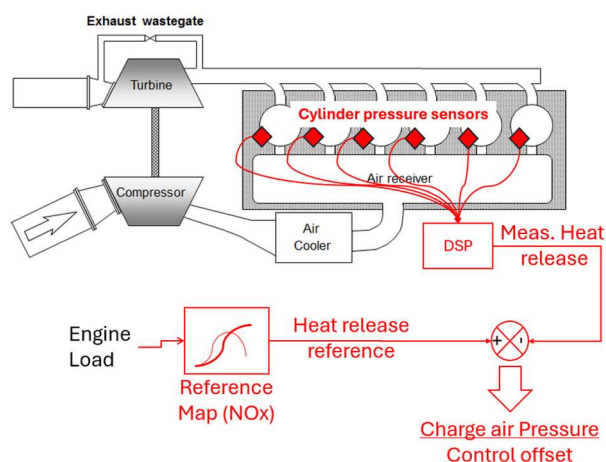 Exhaust wastegate
Turbine
Cylinder pressure sensors
Compressor
Air receiver
Air
Cooler
DSP
Meas. Heat
release
Engine
Load
Heat release
reference
+ -
Reference
Map (NOx)
Charge air Pressure
Control offset